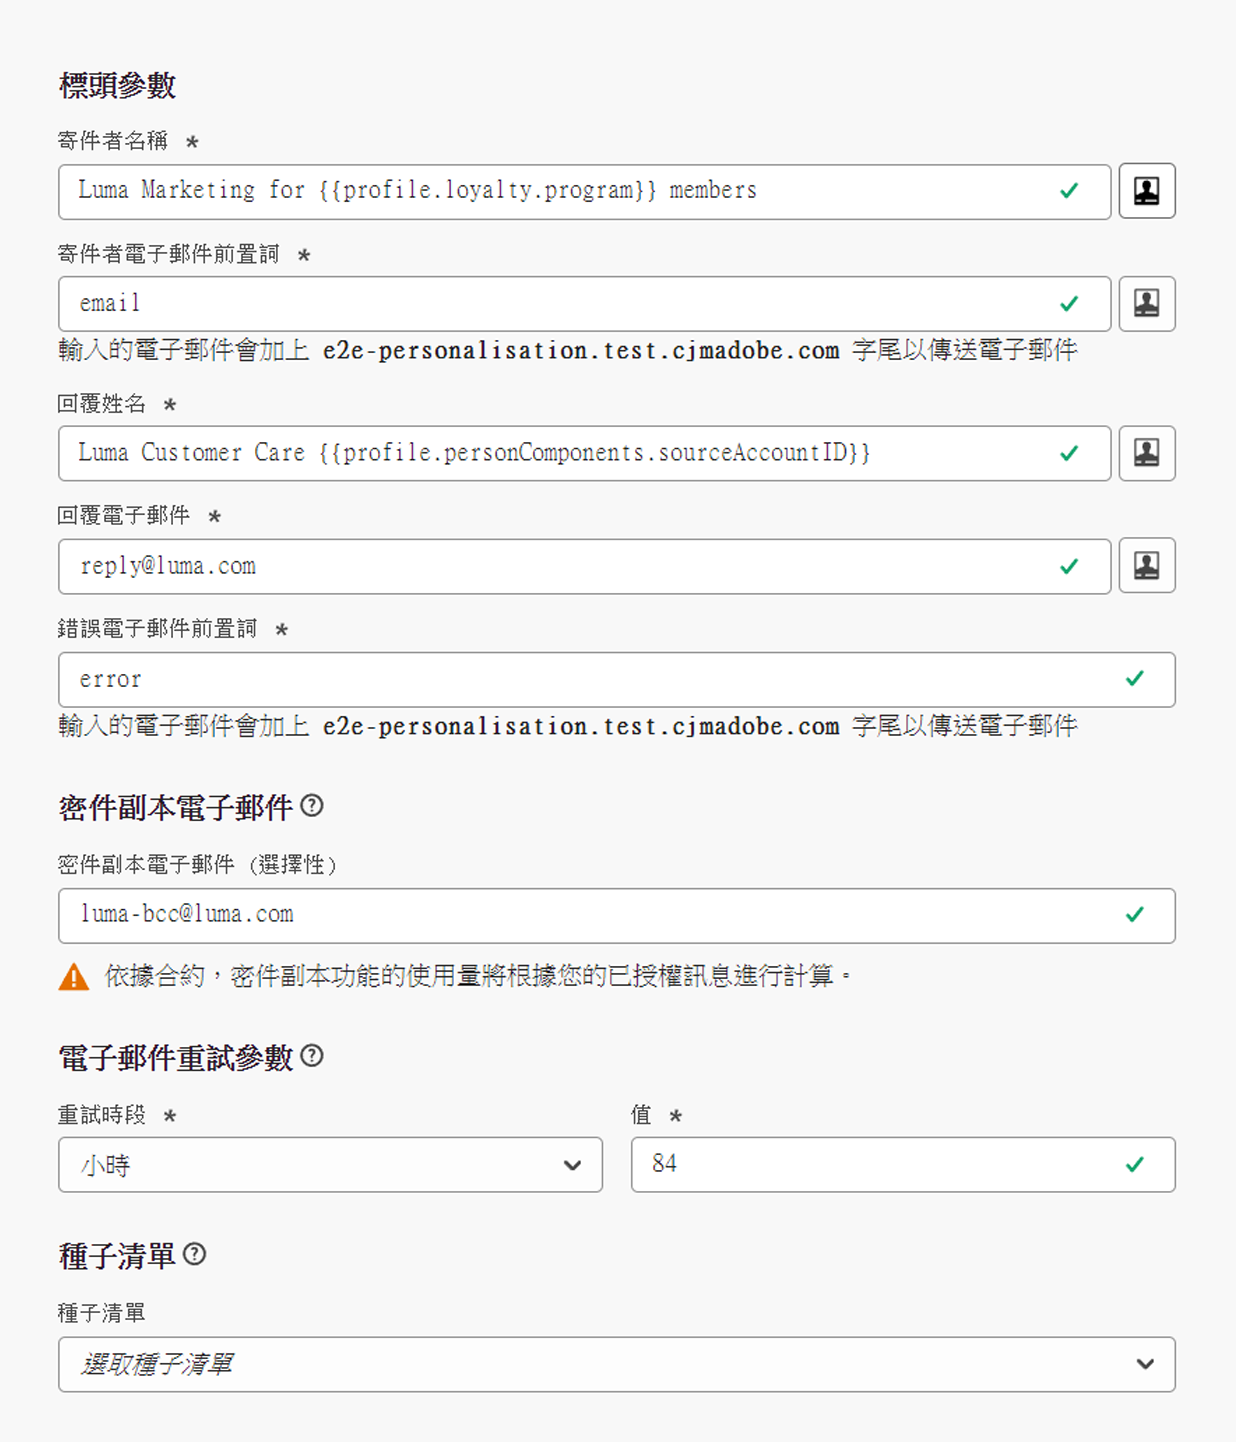 標頭參數
寄件者名稱 *
Luma Marketing for {{profile.loyalty.program}} members
寄件者電子郵件前置詞 *
email
輸入的電子郵件會加上 e2e-personalisation.test.cjmadobe.com 字尾以傳送電子郵件
回覆姓名 *
Luma Customer Care {{profile.personComponents.sourceAccountID}}
回覆電子郵件 *
reply@luma.com
錯誤電子郵件前置詞 *
error
輸入的電子郵件會加上 e2e-personalisation.test.cjmadobe.com 字尾以傳送電子郵件
密件副本電子郵件
密件副本電子郵件 (選擇性)
luma-bcc@luma.com
依據合約，密件副本功能的使用量將根據您的已授權訊息進行計算。
電子郵件重試參數
重試時段 * 值 *
小時 84
種子清單
種子清單
選取種子清單